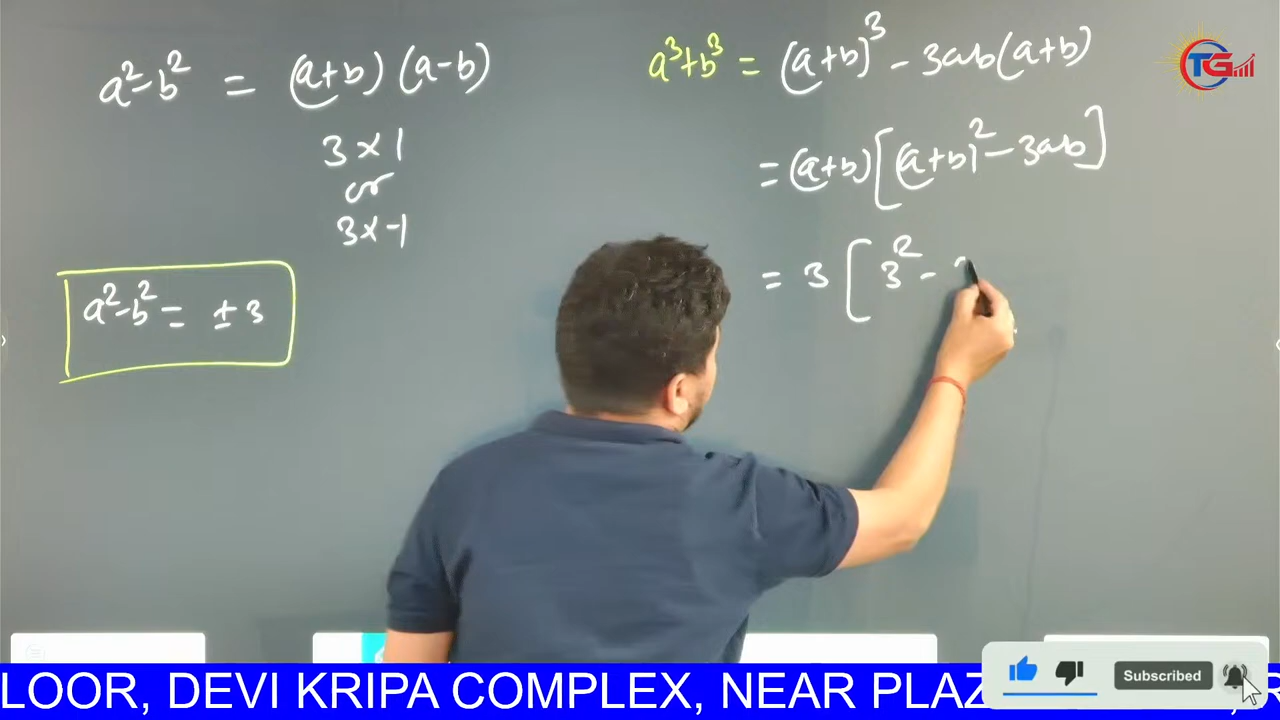 a²-b² = (a+b) (a-b)
3 x 1
or
3 x -1
a²-b² = ± 3
a³+b³ = (a+b)³ - 3ab(a+b)
= (a+b) [(a+b)² - 3ab]
= 3 [ 3² -
TG
LOOR, DEVI KRIPA COMPLEX, NEAR
Subscribed